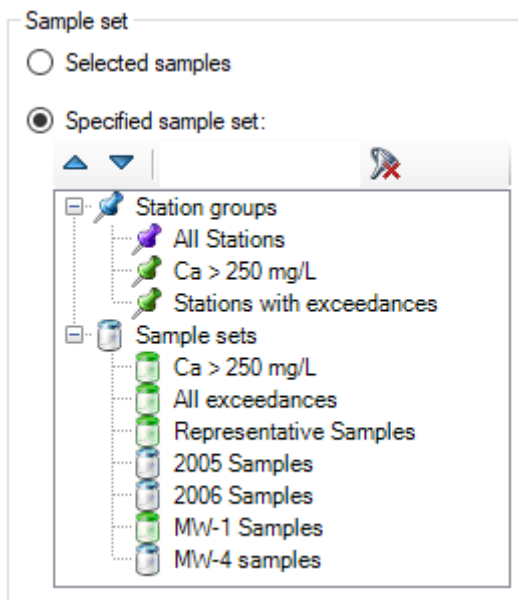 Sample set
Selected samples
Specified sample set:
Station groups
All Stations
Ca > 250 mg/L
Stations with exceedances
Sample sets
Ca > 250 mg/L
All exceedances
Representative Samples
2005 Samples
2006 Samples
MW-1 Samples
MW-4 samples